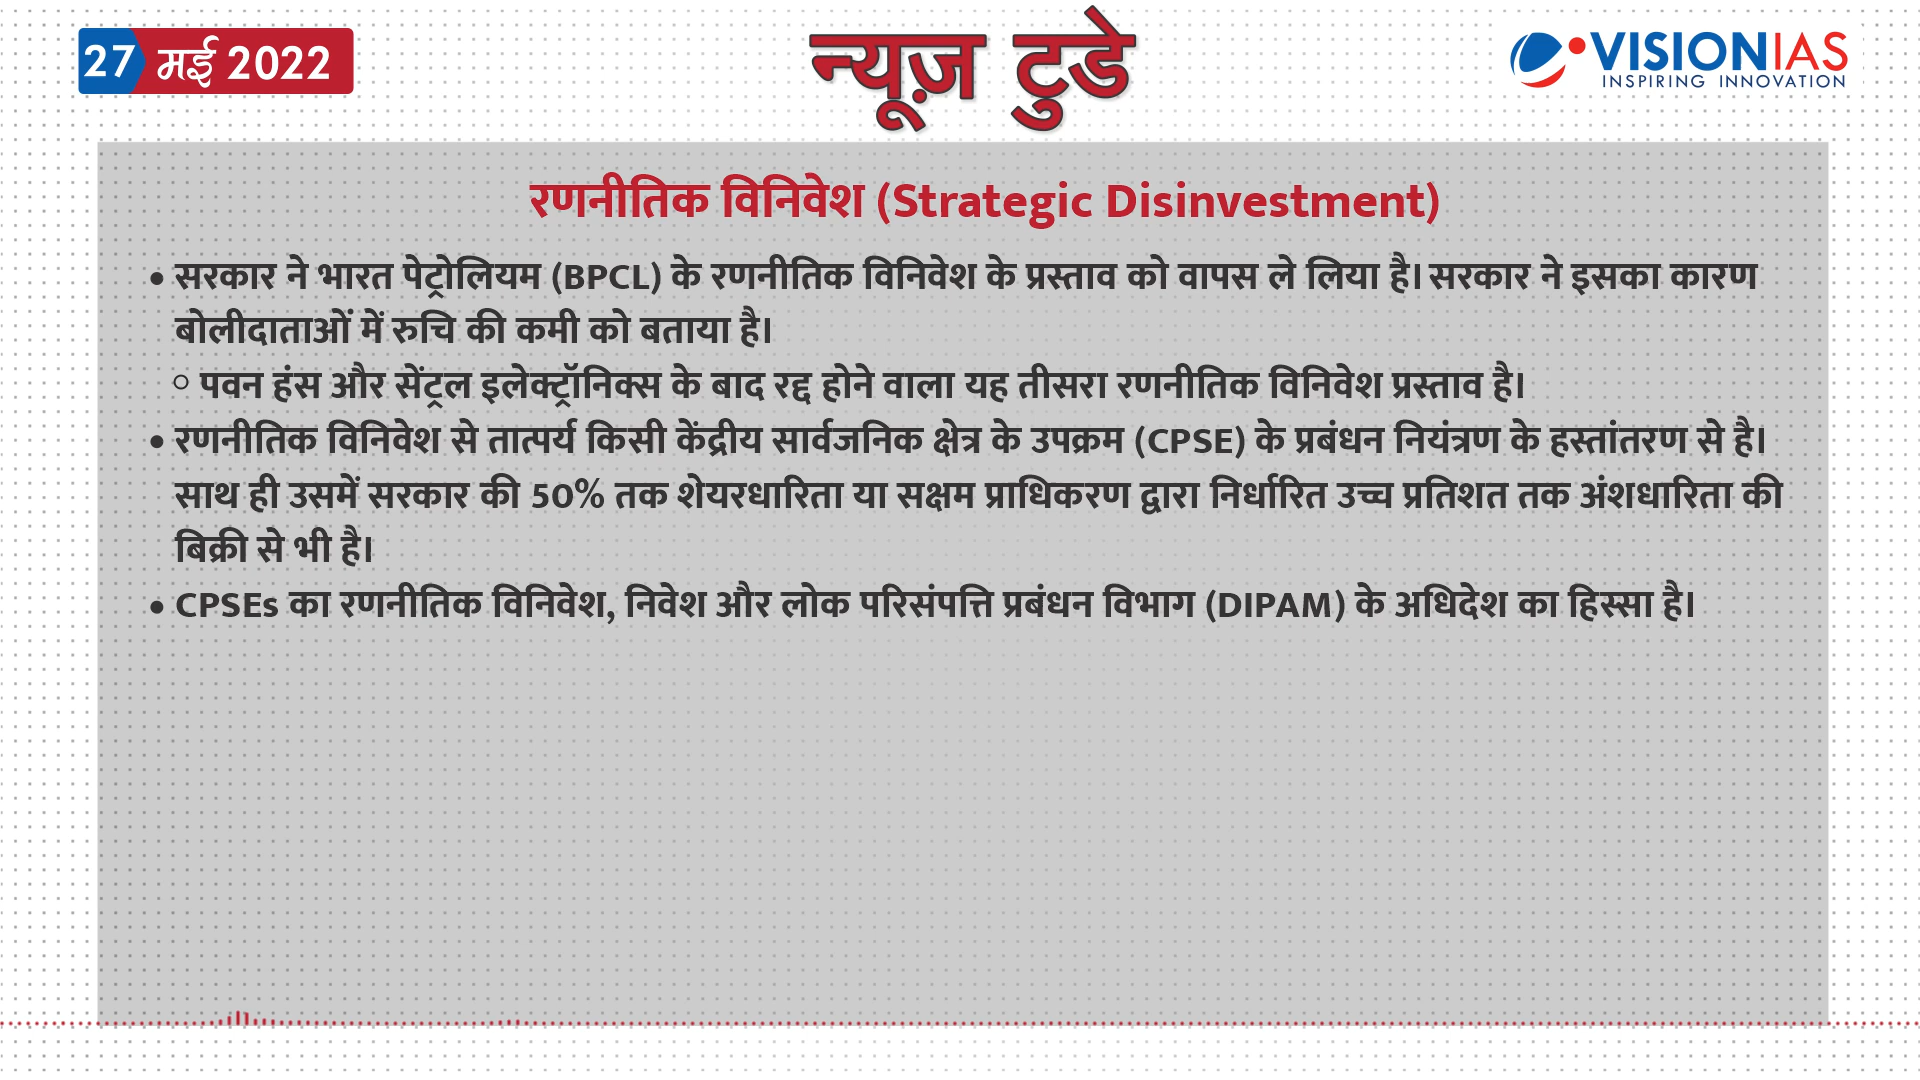 27 मई 2022
न्यूज़ टुडे
VISIONIAS
INSPIRING INNOVATION
रणनीतिक विनिवेश (Strategic Disinvestment)
• सरकार ने भारत पेट्रोलियम (BPCL) के रणनीतिक विनिवेश के प्रस्ताव को वापस ले लिया है। सरकार ने इसका कारण
बोलीदाताओं में रुचि की कमी को बताया है।
○ पवन हंस और सेंट्रल इलेक्ट्रॉनिक्स के बाद रद्द होने वाला यह तीसरा रणनीतिक विनिवेश प्रस्ताव है।
• रणनीतिक विनिवेश से तात्पर्य किसी केंद्रीय सार्वजनिक क्षेत्र के उपक्रम (CPSE) के प्रबंधन नियंत्रण के हस्तांतरण से है।
साथ ही उसमें सरकार की 50% तक शेयरधारिता या सक्षम प्राधिकरण द्वारा निर्धारित उच्च प्रतिशत तक अंशधारिता की
बिक्री से भी है।
• CPSEs का रणनीतिक विनिवेश, निवेश और लोक परिसंपत्ति प्रबंधन विभाग (DIPAM) के अधिदेश का हिस्सा है।